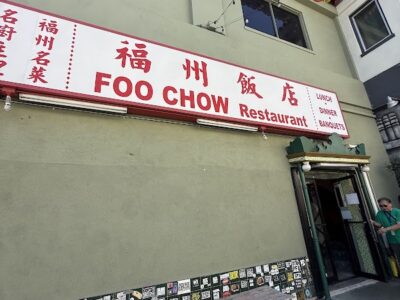 福州名菜
福州飯店
FOO CHOW Restaurant
LUNCH
• DINNER
• BANQUETS